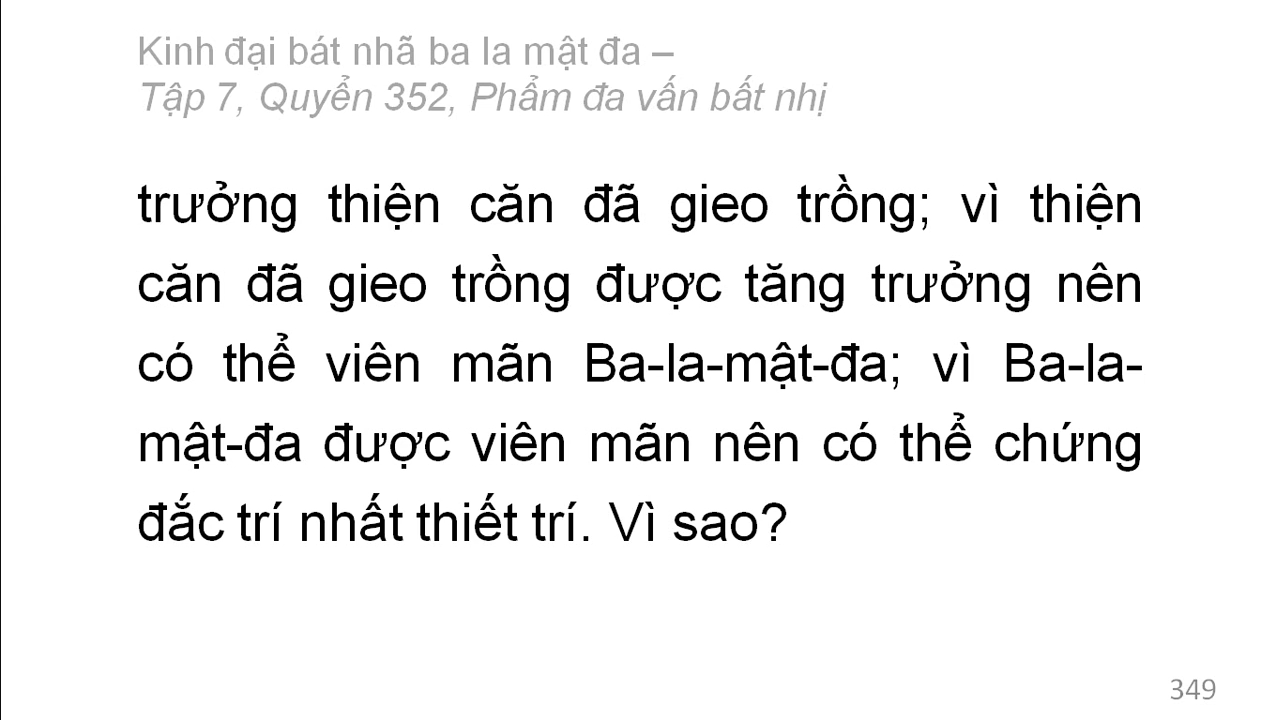 Kinh đại bát nhã ba la mật đa –
Tập 7, Quyển 352, Phẩm đa vấn bất nhị
trưởng thiện căn đã gieo trồng; vì thiện
căn đã gieo trồng được tăng trưởng nên
có thể viên mãn Ba-la-mật-đa; vì Ba-la-
mật-đa được viên mãn nên có thể chứng
đắc trí nhất thiết trí. Vì sao?
349